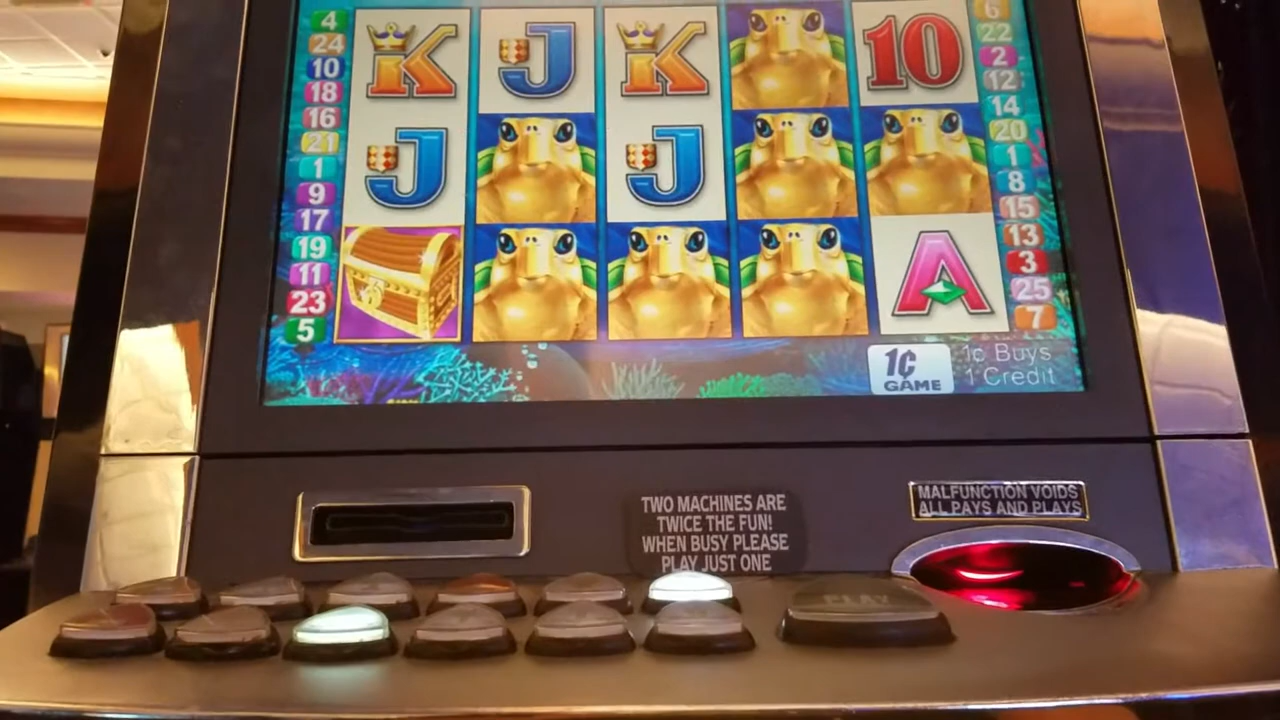 4
24
10
18
16
21
1
9
17
19
11
23
5
K J K 10
J J
A
6
22
2
12
14
20
1
8
15
13
3
25
7
1¢
GAME
1¢ Buys
1 Credit
TWO MACHINES ARE
TWICE THE FUN!
WHEN BUSY PLEASE
PLAY JUST ONE
MALFUNCTION VOIDS
ALL PAYS AND PLAYS
PLAY